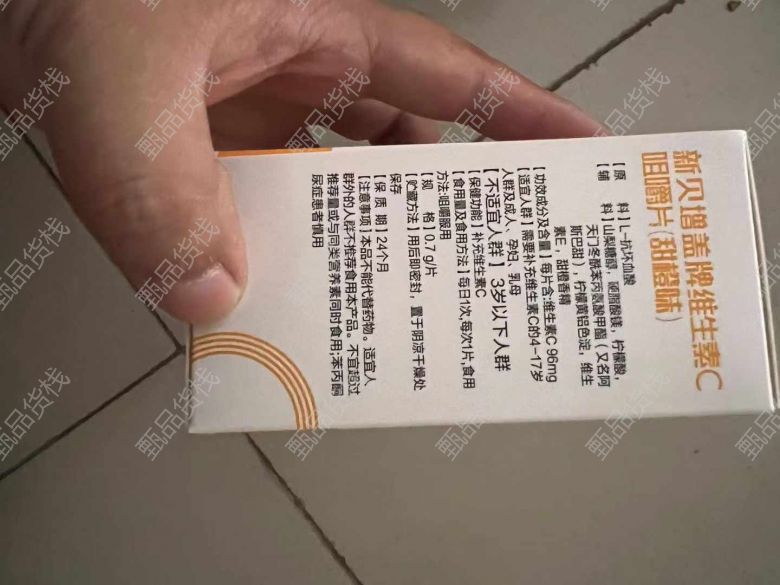 新贝增盖牌维生素C
咀嚼片(甜橙味)
【原 料】L-抗坏血酸
【辅 料】山梨糖醇,硬脂酸镁,柠檬酸,
天门冬酰苯丙氨酸甲酯(又名阿
斯巴甜),柠檬黄铝色淀,维生
素E,甜橙香精
【功效成分及含量】每片含:维生素C 96mg
【适宜人群】需要补充维生素C的4-17岁
人群及成人、孕妇、乳母
【不适宜人群】3岁以下人群
【保健功能】补充维生素C
【食用量及食用方法】每日1次,每次1片,食用
方法:咀嚼服用
【规 格】0.7 g/片
【贮藏方法】用后即密封,置于阴凉干燥处
保存
【保 质 期】24个月
【注意事项】本品不能代替药物。适宜人
群外的人群不推荐食用本产品。不宜超过
推荐量或与同类营养素同时食用;苯丙酮
尿症患者慎用
甄品货栈